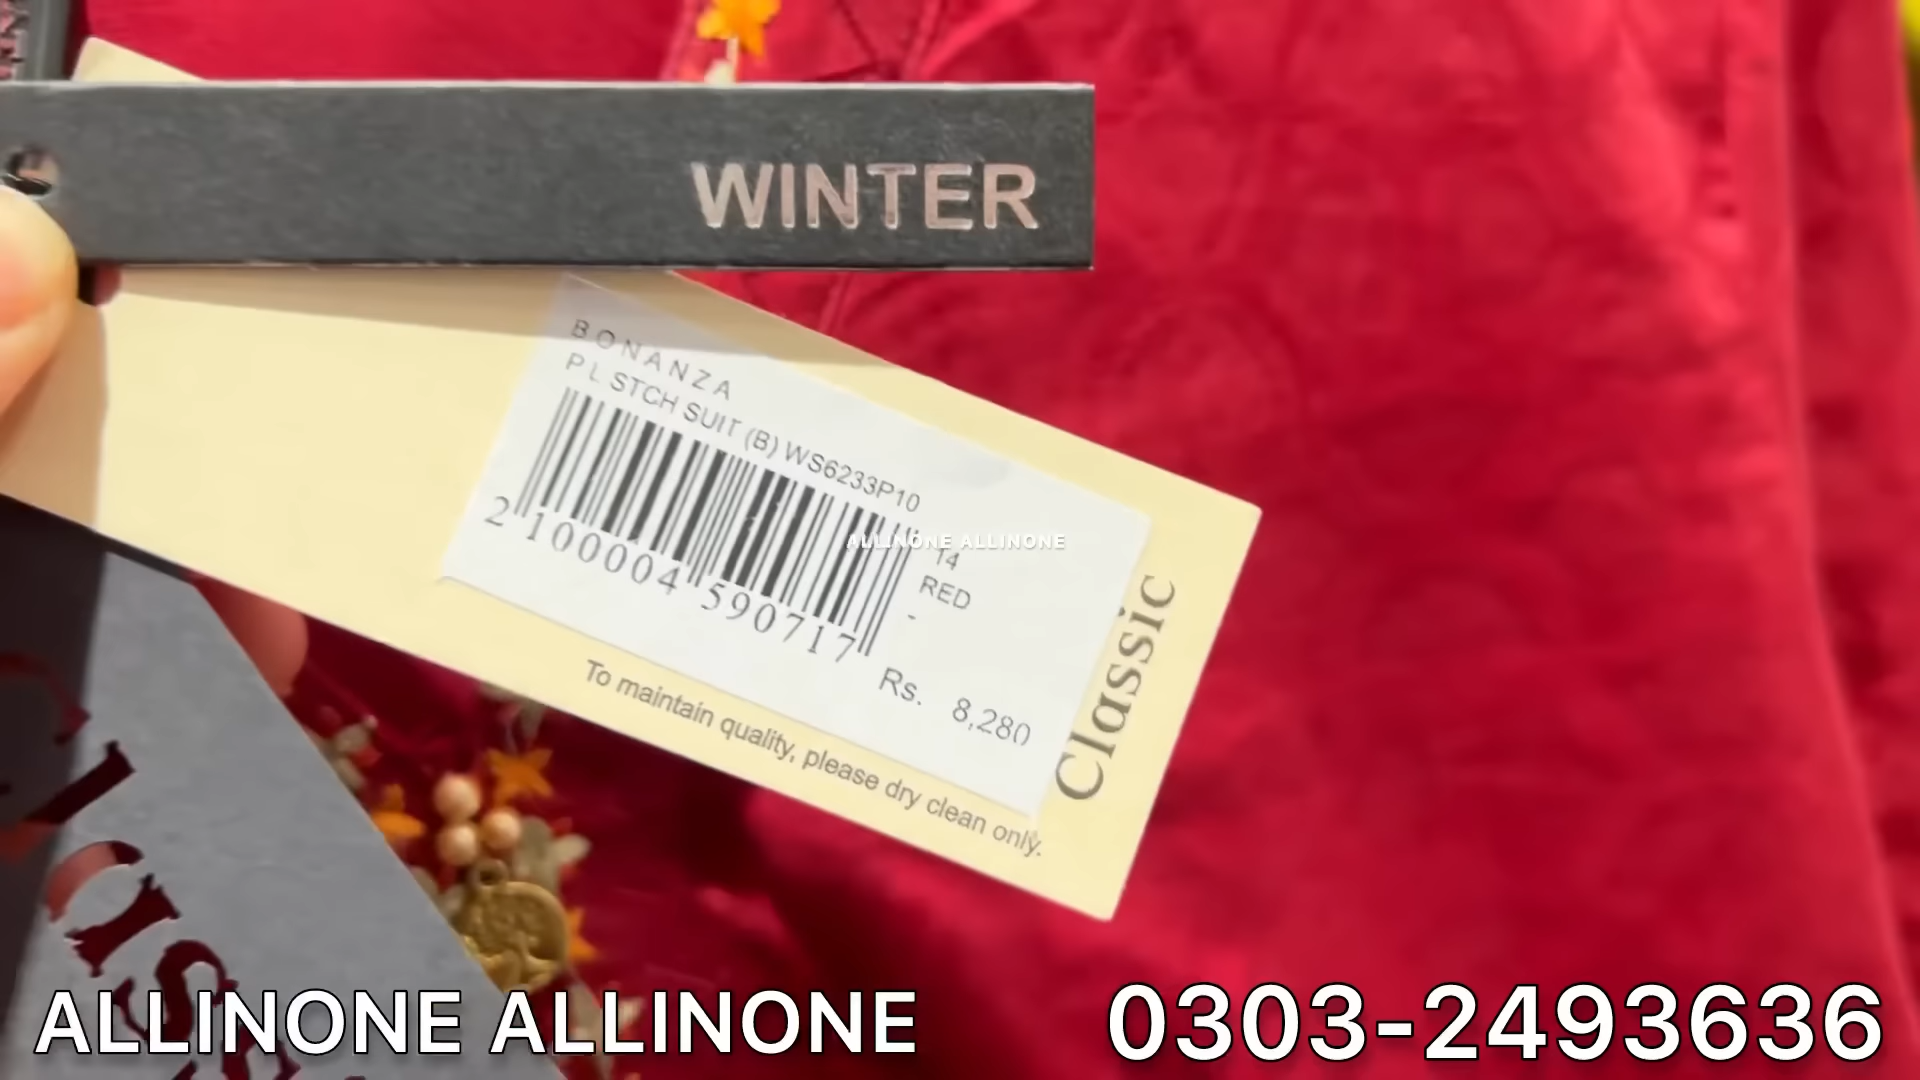 WINTER
BONANZA
PL STCH SUIT (B) WS6233P10
2 100004 590717
14
RED
-
Rs. 8,280
To maintain quality, please dry clean only.
Classic
ALLINONE ALLINONE
Class
ALLINONE ALLINONE
0303-2493636